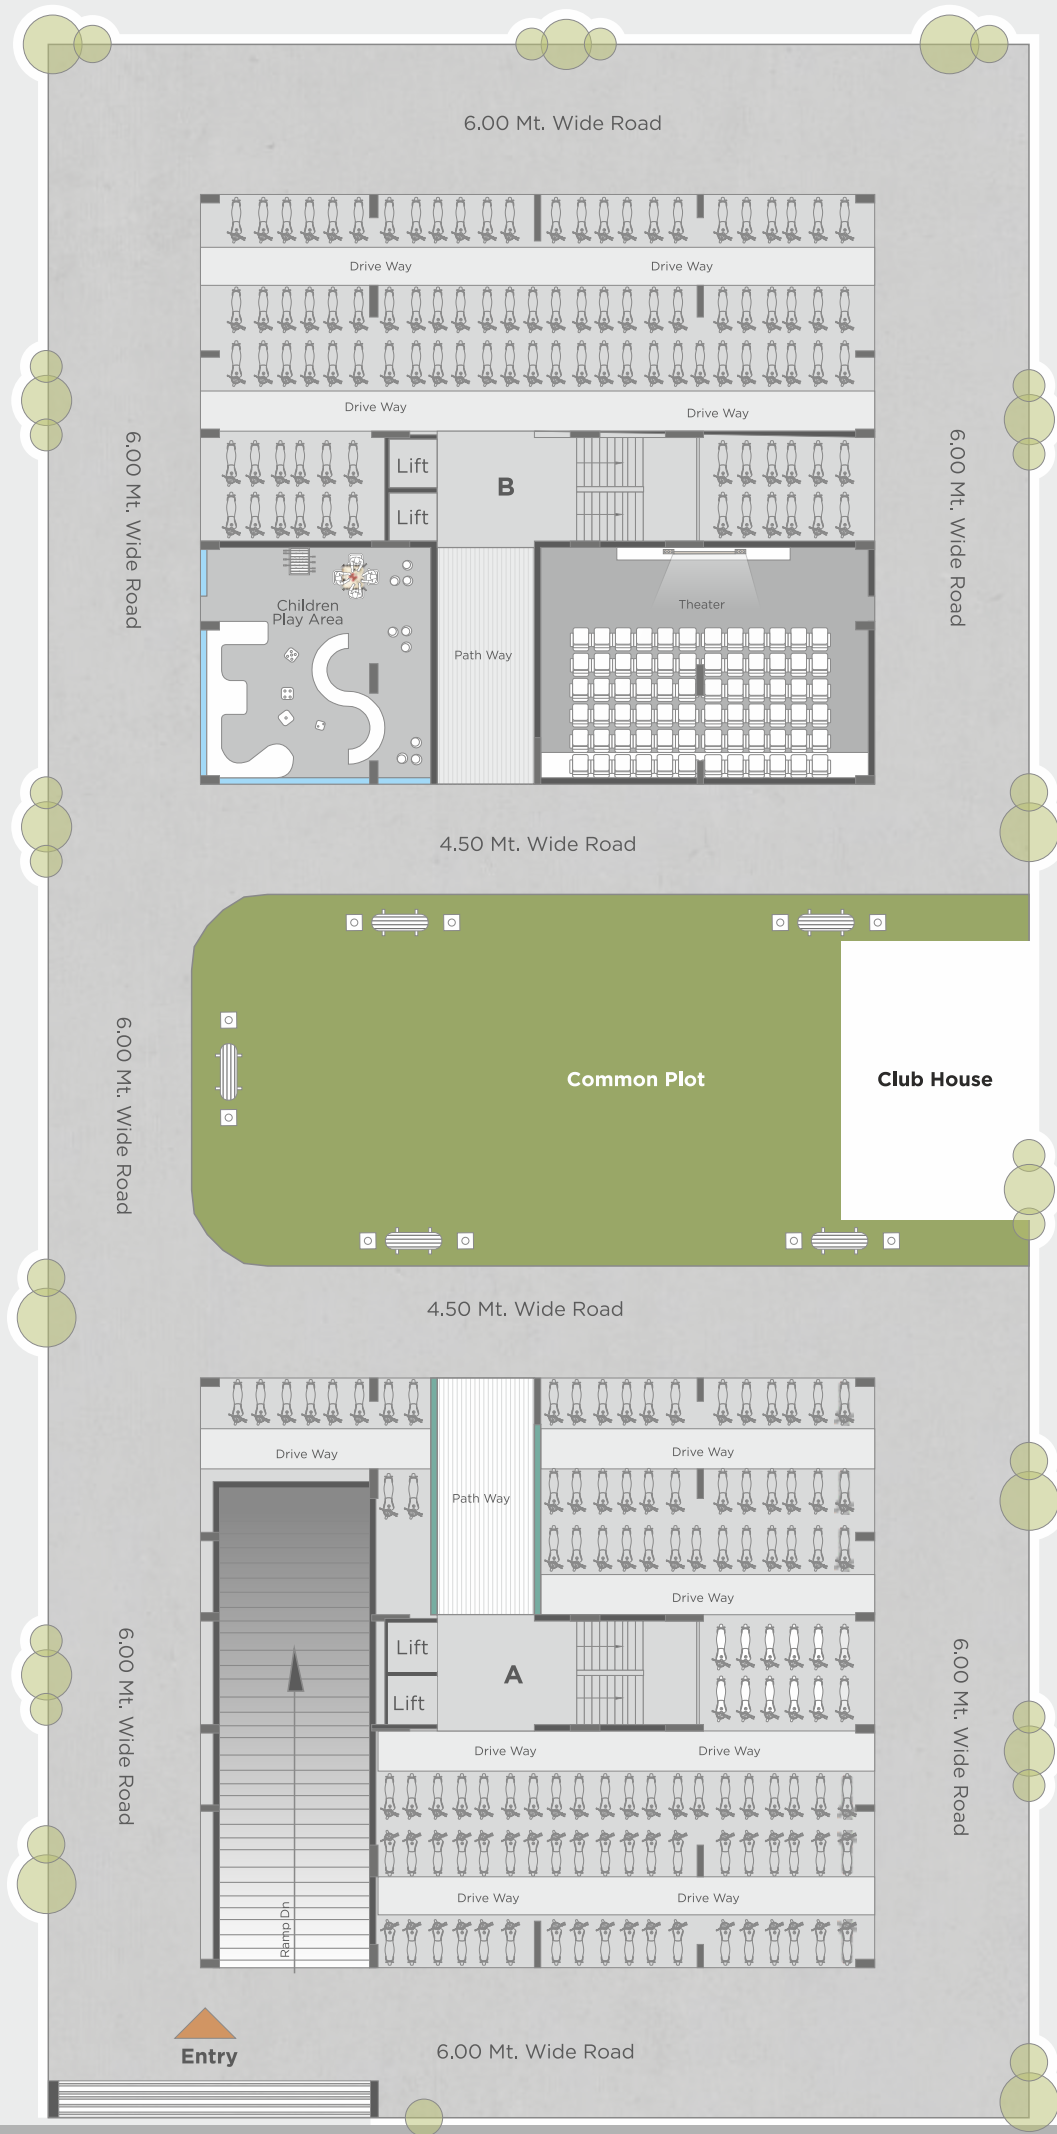 6.00 Mt. Wide Road
Drive Way
Drive Way
Drive Way
Drive Way
6.00 Mt. Wide Road
6.00 Mt. Wide Road
Lift
B
Lift
Children
Play Area
Theater
Path Way
4.50 Mt. Wide Road
6.00 Mt. Wide Road
Common Plot
Club House
4.50 Mt. Wide Road
Drive Way
Drive Way
Path Way
Drive Way
Lift
A
Lift
6.00 Mt. Wide Road
6.00 Mt. Wide Road
Drive Way
Drive Way
Drive Way
Drive Way
Ramp Dn
Entry
6.00 Mt. Wide Road